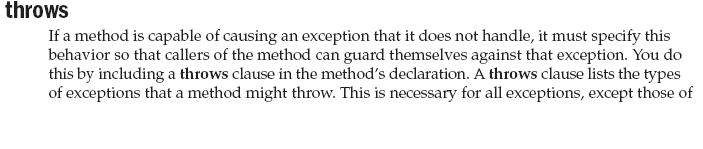 throws
If a method is capable of causing an exception that it does not handle, it must specify this
behavior so that callers of the method can guard themselves against that exception. You do
this by including a throws clause in the method's declaration. A throws clause lists the types
of exceptions that a method might throw. This is necessary for all exceptions, except those of